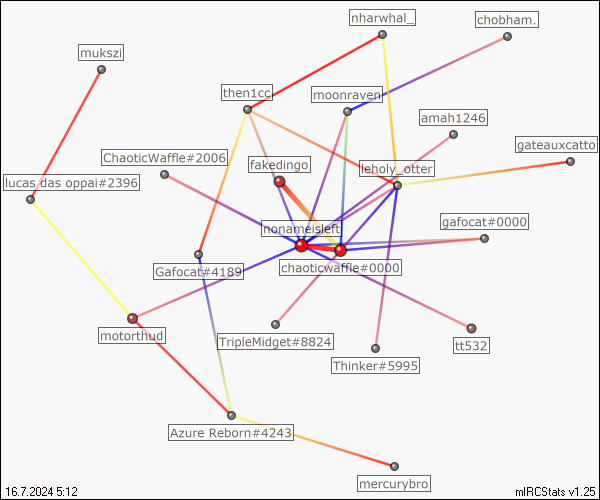 nharwhal_
chobham.
mukszi
then1cc
moonraven
amah1246
gateauxcatto
ChaoticWaffle#2006
fakedingo
leholy_otter
lucas das oppai#2396
gafocat#0000
nonameisleft
Gafocat#4189
chaoticwaffle#0000
motorthud
TripleMidget#8824
tt532
Thinker#5995
Azure Reborn#4243
mercurybro
16.7.2024 5:12
mIRCStats v1.25